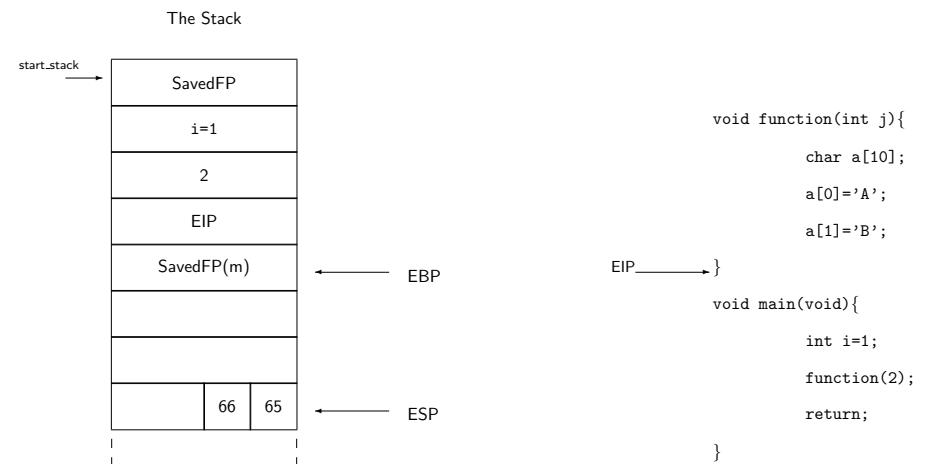 The Stack
start_stack
SavedFP
i=1
2
EIP
SavedFP(m)
EBP
66 65
ESP
void function(int j){
char a[10];
a[0]='A';
a[1]='B';
EIP
}
void main(void){
int i=1;
function(2);
return;
}